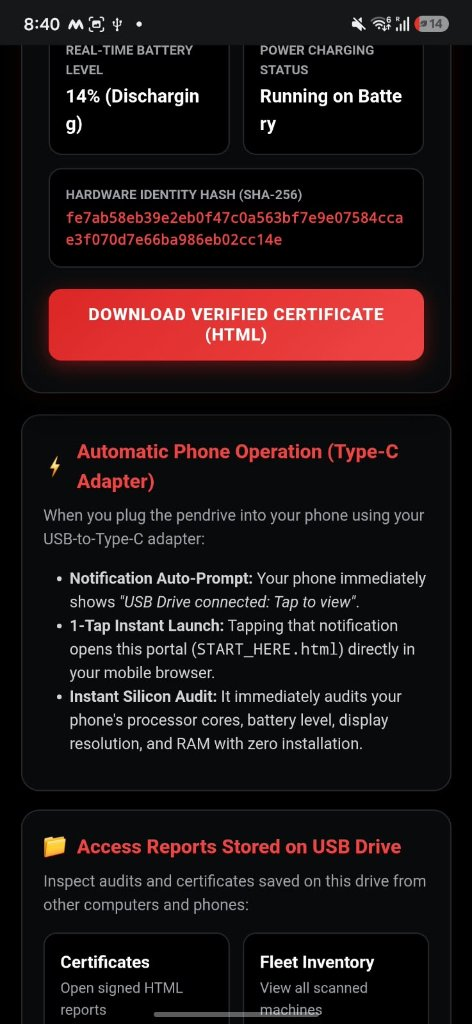 8:40
14
REAL-TIME BATTERY
LEVEL
14% (Dischargin
g)
POWER CHARGING
STATUS
Running on Batte
ry
HARDWARE IDENTITY HASH (SHA-256)
fe7ab58eb39e2eb0f47c0a563bf7e9e07584cca
e3f070d7e66ba986eb02cc14e
DOWNLOAD VERIFIED CERTIFICATE
(HTML)
Automatic Phone Operation (Type-C
Adapter)
When you plug the pendrive into your phone using your
USB-to-Type-C adapter:
• Notification Auto-Prompt: Your phone immediately
shows "USB Drive connected: Tap to view".
• 1-Tap Instant Launch: Tapping that notification
opens this portal (START_HERE.html) directly in
your mobile browser.
• Instant Silicon Audit: It immediately audits your
phone's processor cores, battery level, display
resolution, and RAM with zero installation.
Access Reports Stored on USB Drive
Inspect audits and certificates saved on this drive from
other computers and phones:
Certificates
Open signed HTML
reports
Fleet Inventory
View all scanned
machines